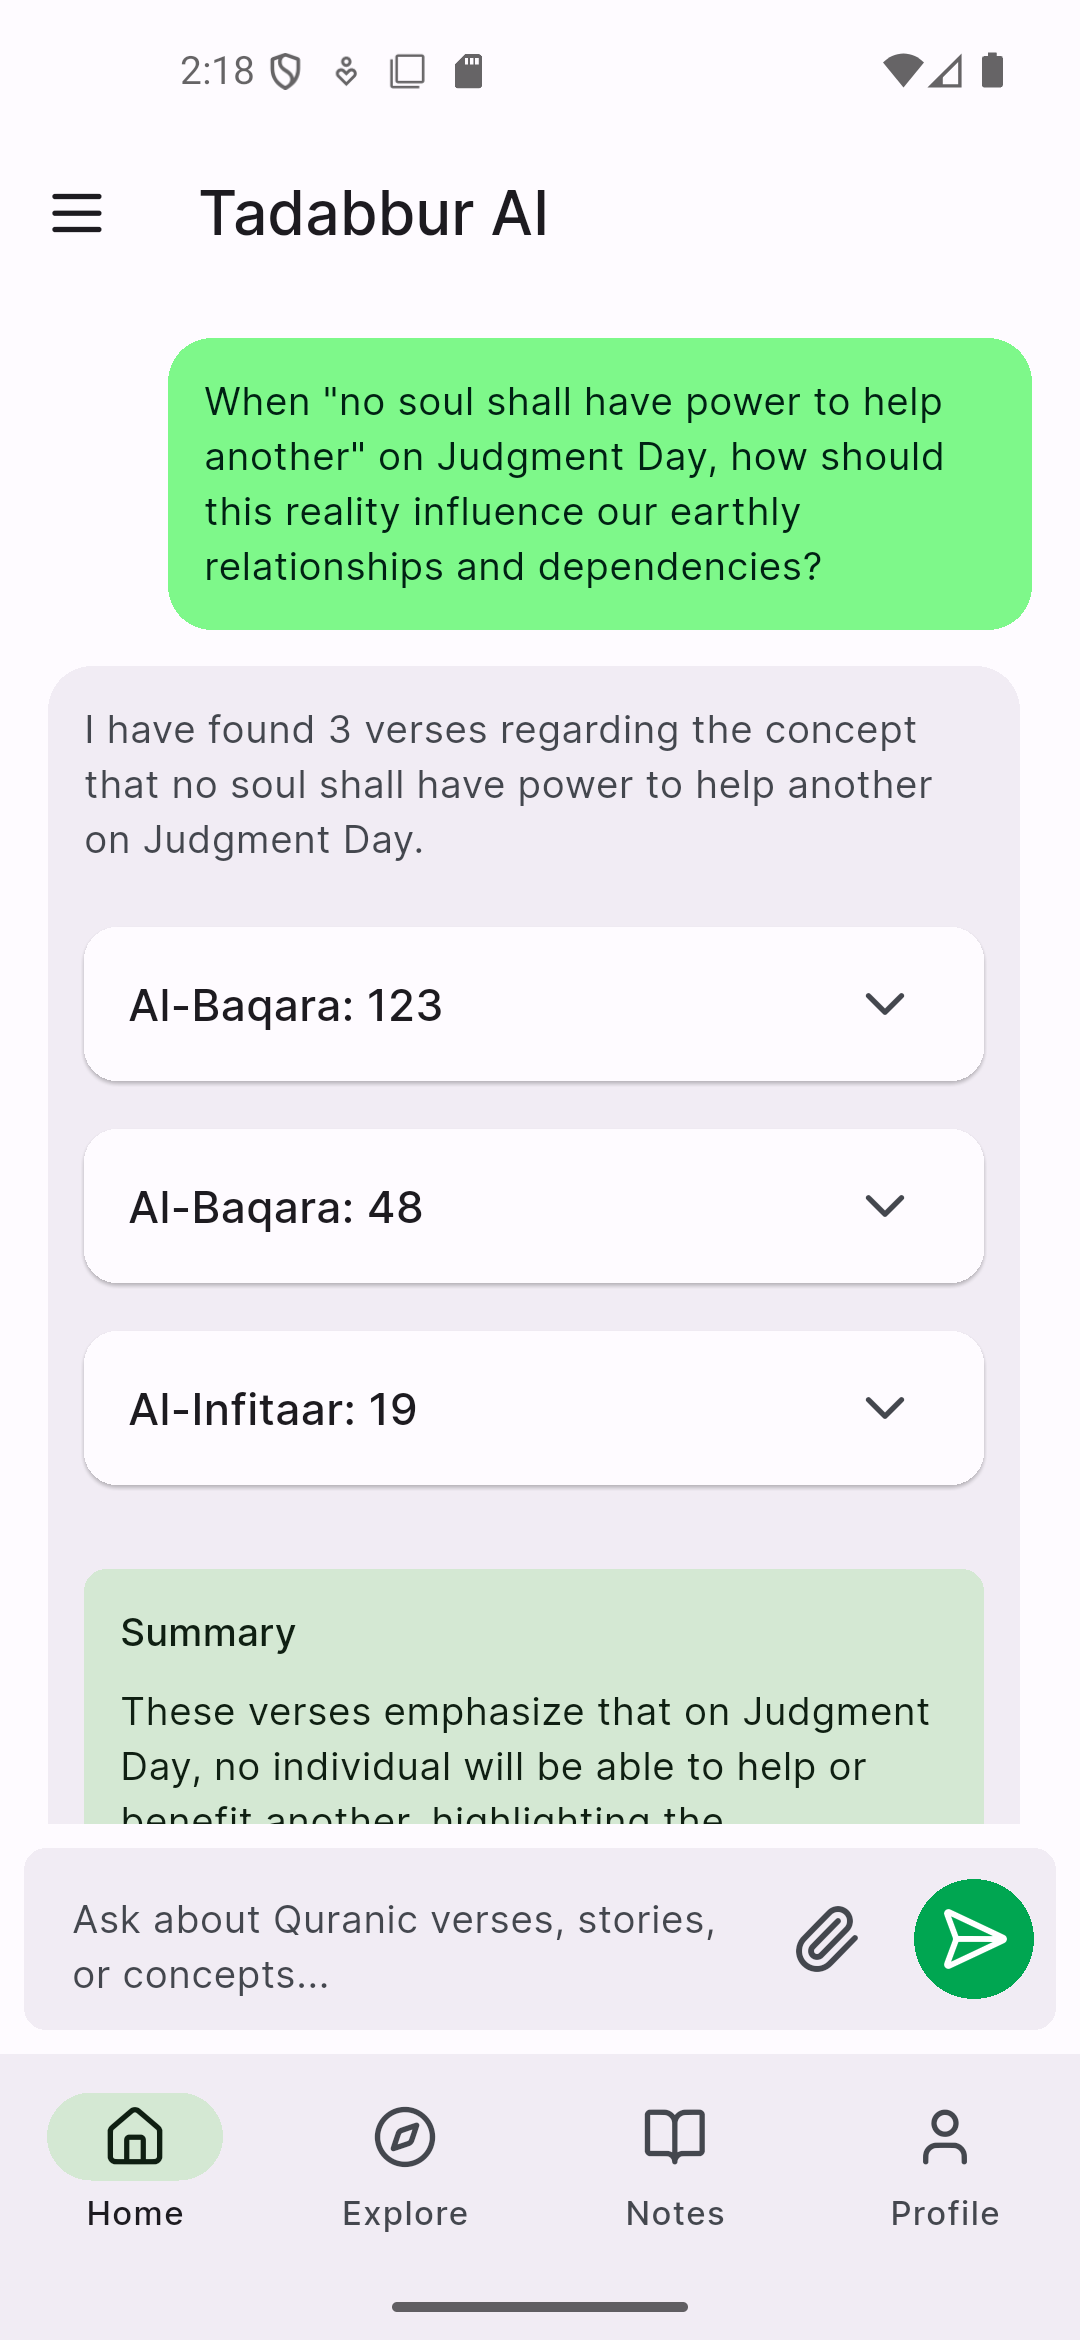 2:18
Tadabbur AI
When "no soul shall have power to help
another" on Judgment Day, how should
this reality influence our earthly
relationships and dependencies?
I have found 3 verses regarding the concept
that no soul shall have power to help another
on Judgment Day.
Al-Baqara: 123
Al-Baqara: 48
Al-Infitaar: 19
Summary
These verses emphasize that on Judgment
Day, no individual will be able to help or
benefit another, highlighting the
Ask about Quranic verses, stories,
or concepts...
Home
Explore
Notes
Profile